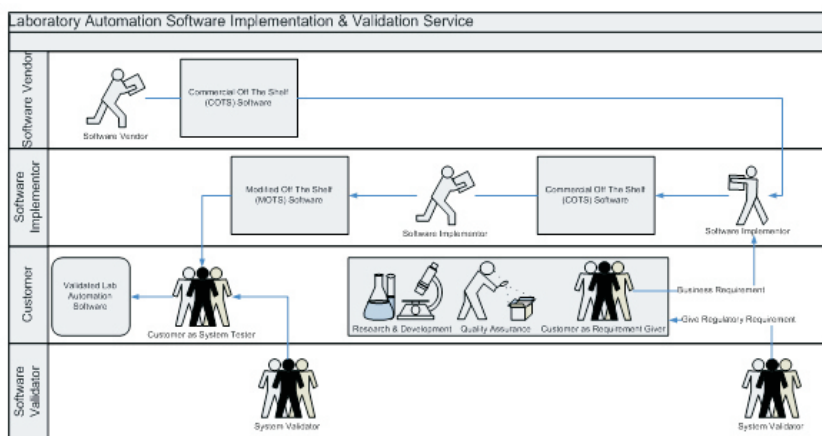 Laboratory Automation Software Implementation & Validation Service
Software Vendor
Software Vendor
Commercial Off The Shelf
(COTS) Software
Software
Implementor
Modified Off The Shelf
(MOTS) Software
Software Implementor
Commercial Off The Shelf
(COTS) Software
Software Implementor
Customer
Validated Lab
Automation
Software
Customer as System Tester
Research & Development
Quality Assurance
Customer as Requirement Giver
Business Requirement
Give Regulatory Requirement
Software
Validator
System Validator
System Validator